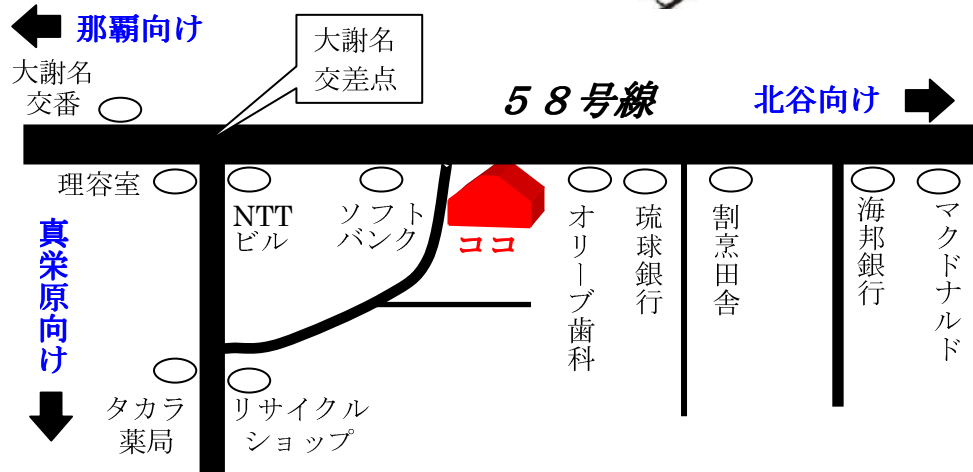 那覇向け
大謝名
交差点
大謝名
交番
58号線
北谷向け
理容室
NTT
ビル
ソフト
バンク
ココ
オリーブ歯科
琉球銀行
割烹田舎
海邦銀行
マクドナルド
真栄原向け
タカラ
薬局
リサイクル
ショップ